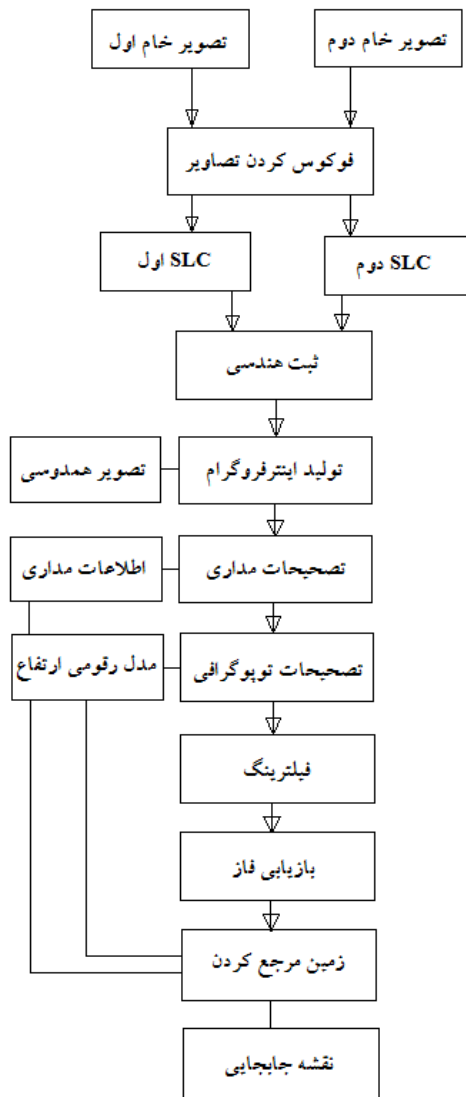 تصویر خام اول
تصویر خام دوم
فوکوس کردن تصاویر
SLC اول
SLC دوم
ثبت هندسی
تولید اینترفروگرام
تصویر همدوسی
تصحیحات مداری
اطلاعات مداری
تصحیحات توپوگرافی
مدل رقومی ارتفاع
فیلترینگ
بازیابی فاز
زمین مرجع کردن
نقشه جابجایی